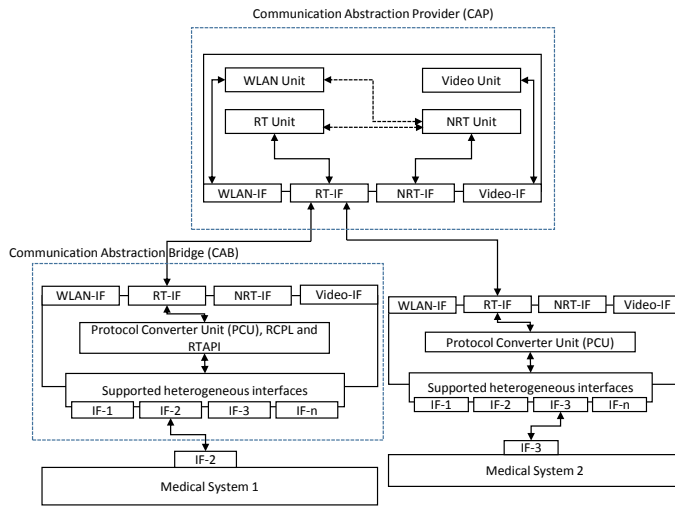 Communication Abstraction Provider (CAP)
WLAN Unit
Video Unit
RT Unit
NRT Unit
WLAN-IF
RT-IF
NRT-IF
Video-IF
Communication Abstraction Bridge (CAB)
WLAN-IF
RT-IF
NRT-IF
Video-IF
Protocol Converter Unit (PCU), RCPL and
RTAPI
Supported heterogeneous interfaces
IF-1
IF-2
IF-3
IF-n
IF-2
Medical System 1
WLAN-IF
RT-IF
NRT-IF
Video-IF
Protocol Converter Unit (PCU)
Supported heterogeneous interfaces
IF-1
IF-2
IF-3
IF-n
IF-3
Medical System 2